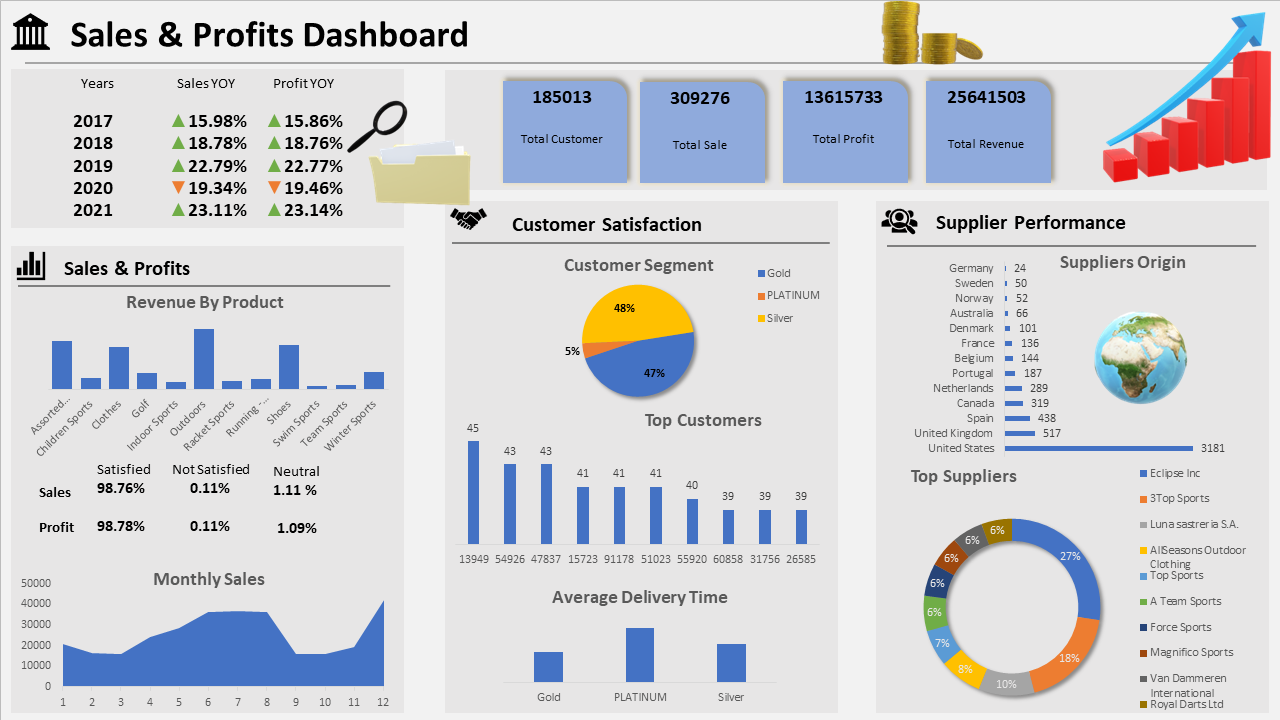 Sales & Profits Dashboard
Years Sales YOY Profit YOY
2017 15.98% 15.86%
2018 18.78% 18.76%
2019 22.79% 22.77%
2020 19.34% 19.46%
2021 23.11% 23.14%
185013
Total Customer
309276
Total Sale
13615733
Total Profit
25641503
Total Revenue
Sales & Profits
Revenue By Product
Assorted...
Children Sports
Clothes
Golf
Indoor Sports
Outdoors
Racket Sports
Running -...
Shoes
Swim Sports
Team Sports
Winter Sports
Satisfied Not Satisfied Neutral
Sales 98.76% 0.11% 1.11 %
Profit 98.78% 0.11% 1.09%
Monthly Sales
50000
40000
30000
20000
10000
0
1 2 3 4 5 6 7 8 9 10 11 12
Customer Satisfaction
Customer Segment
Gold
PLATINUM
Silver
48%
5%
47%
Top Customers
45 43 43 41 41 41 40 39 39 39
13949 54926 47837 15723 91178 51023 55920 60858 31756 26585
Average Delivery Time
Gold PLATINUM Silver
Supplier Performance
Suppliers Origin
Germany 24
Sweden 50
Norway 52
Australia 66
Denmark 101
France 136
Belgium 144
Portugal 187
Netherlands 289
Canada 319
Spain 438
United Kingdom 517
United States 3181
Top Suppliers
27%
18%
10%
8%
7%
6%
6%
6%
6%
6%
Eclipse Inc
3Top Sports
Luna sastreria S.A.
AllSeasons Outdoor
Clothing
Top Sports
A Team Sports
Force Sports
Magnifico Sports
Van Dammeren
International
Royal Darts Ltd